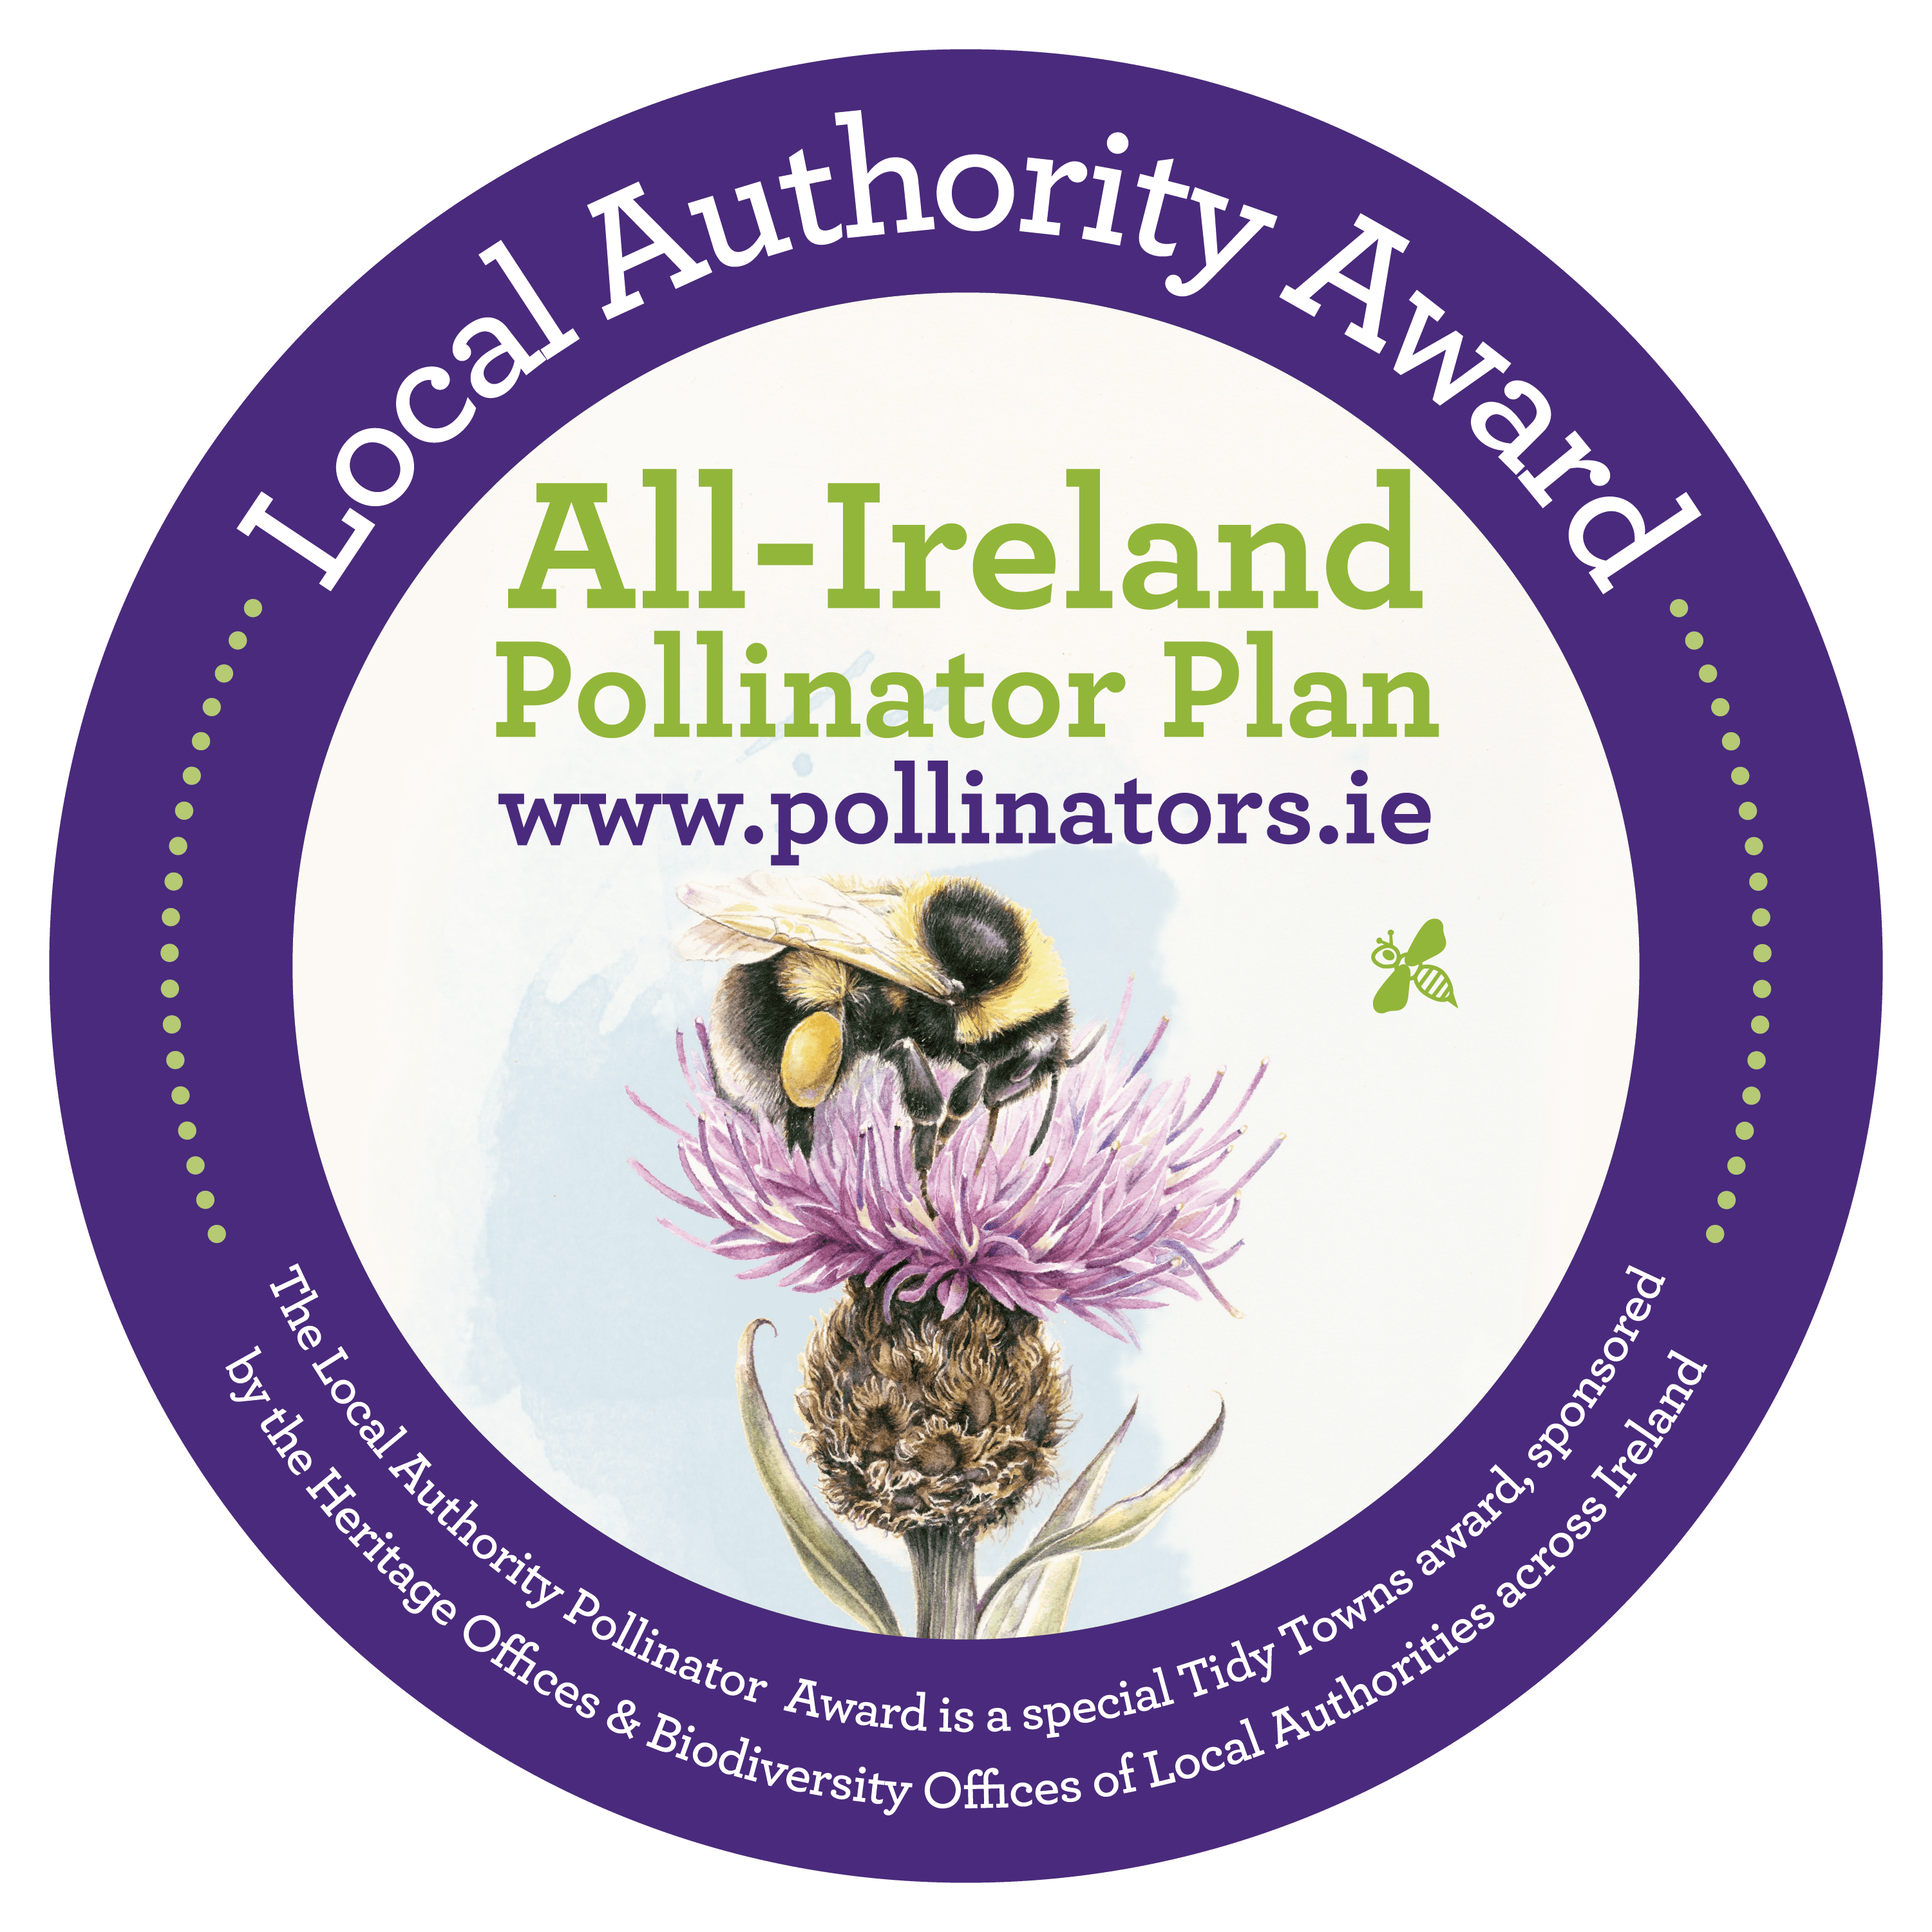 Local Authority Award
All-Ireland
Pollinator Plan
www.pollinators.ie
The Local Authority Pollinator Award is a special Tidy Towns award, sponsored
by the Heritage Offices & Biodiversity Offices of Local Authorities across Ireland